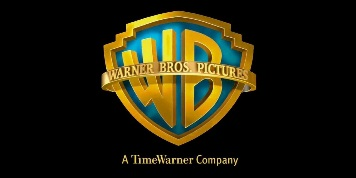 WB
WARNER BROS. PICTURES
A TimeWarner Company